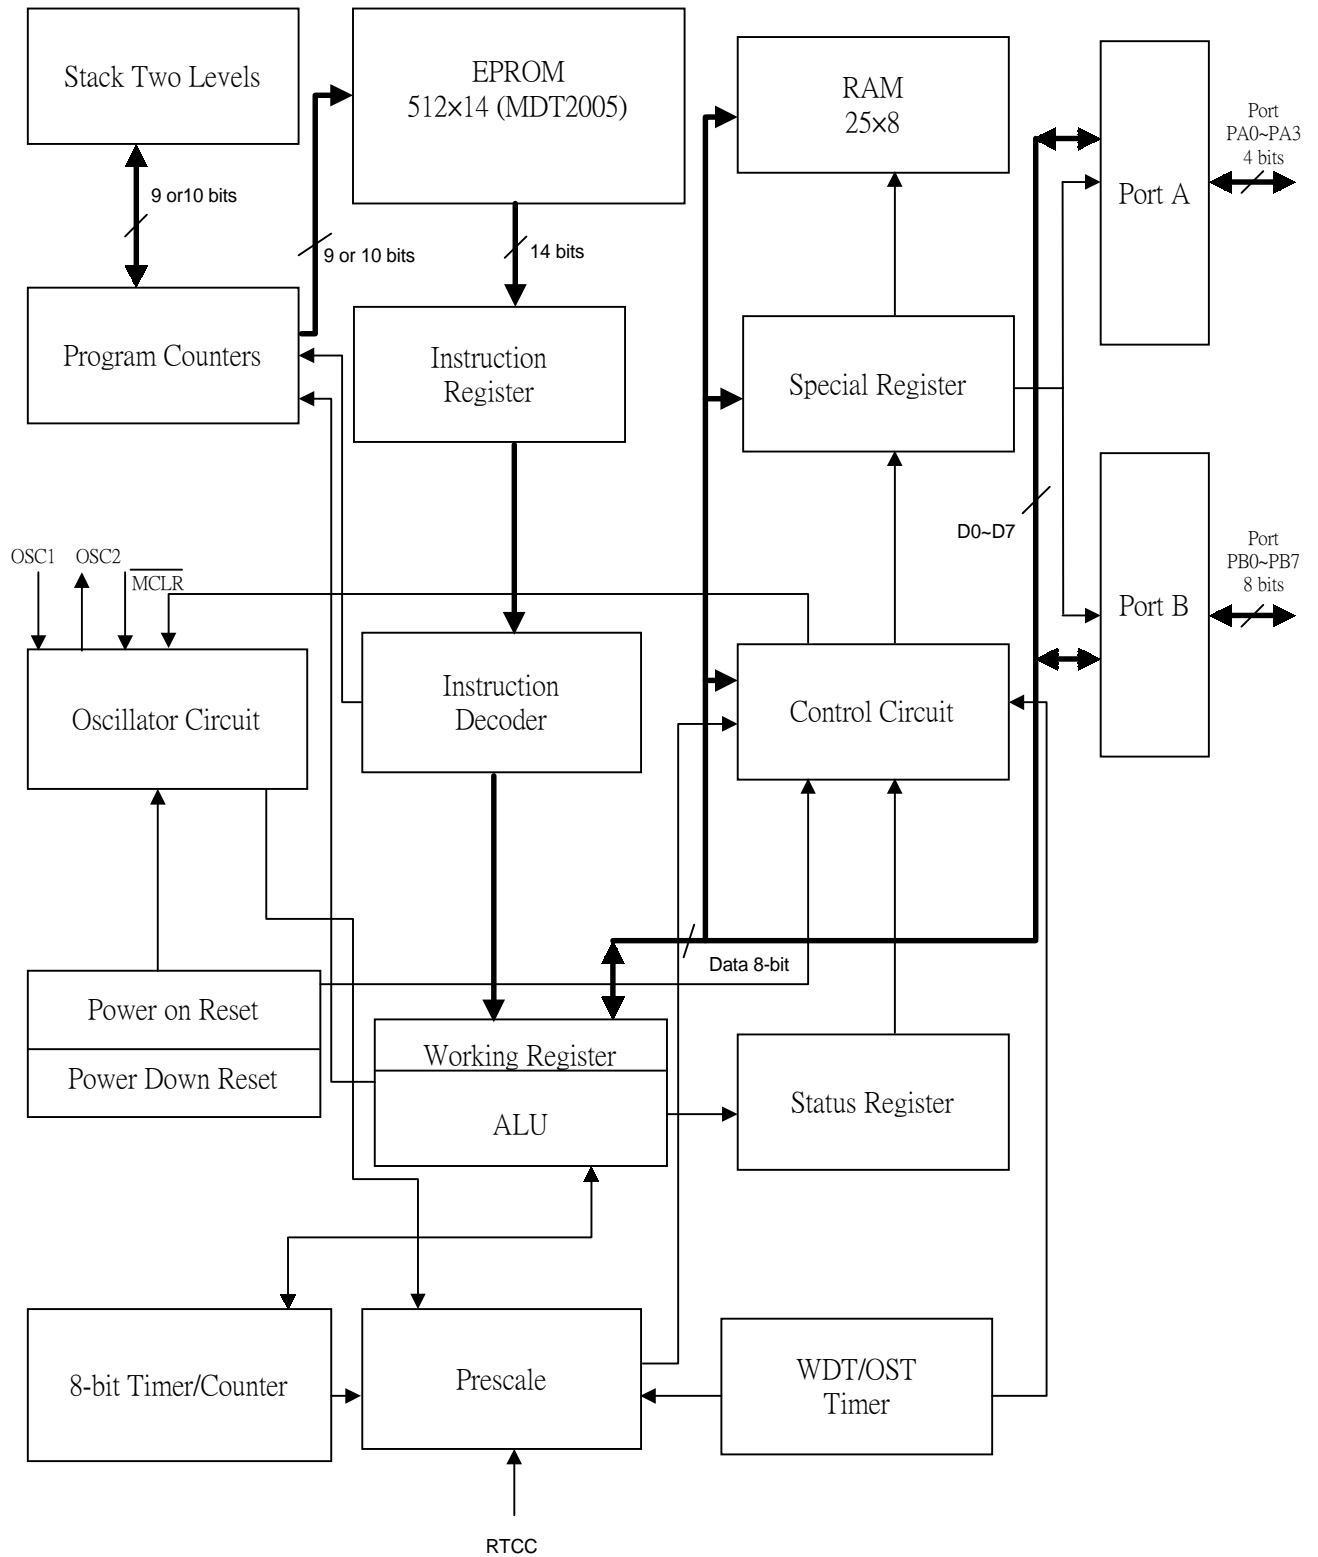 Stack Two Levels
EPROM
512×14 (MDT2005)
RAM
25×8
Port
PA0~PA3
4 bits
Port A
9 or10 bits
9 or 10 bits
14 bits
Program Counters
Instruction
Register
Special Register
D0~D7
Port
PB0~PB7
8 bits
Port B
OSC1
OSC2
MCLR
Oscillator Circuit
Instruction
Decoder
Control Circuit
Data 8-bit
Power on Reset
Power Down Reset
Working Register
ALU
Status Register
8-bit Timer/Counter
Prescale
WDT/OST
Timer
RTCC